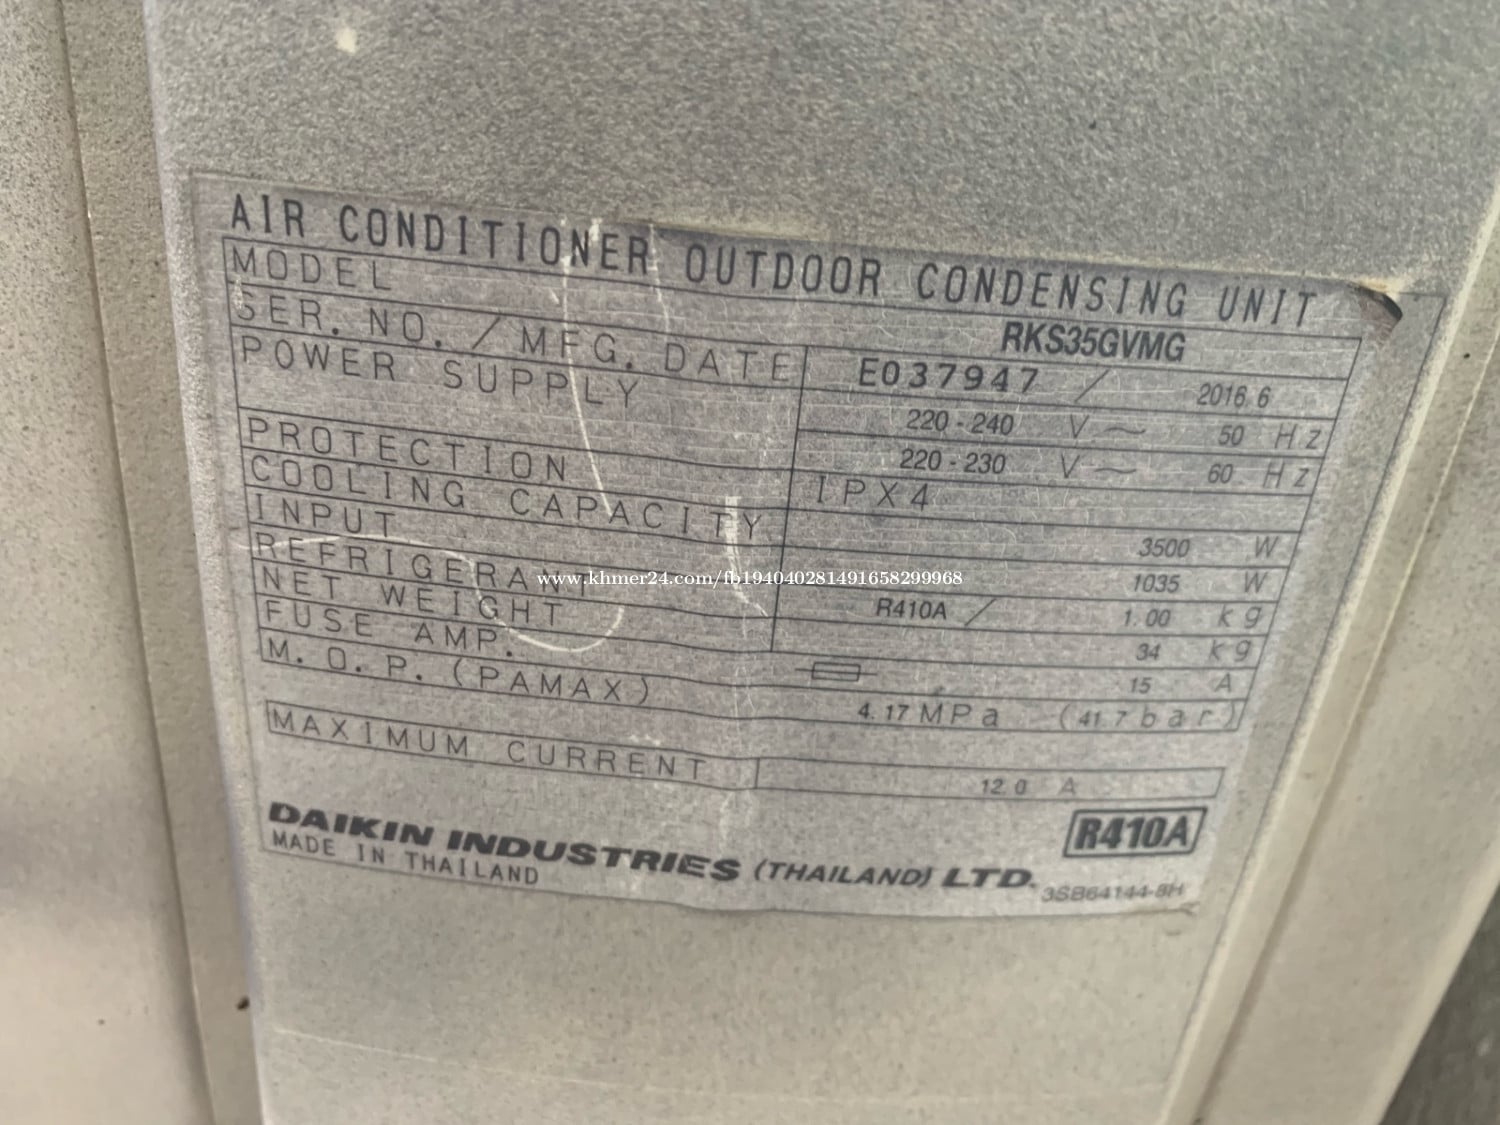 AIR CONDITIONER OUTDOOR CONDENSING UNIT
MODEL RKS35GVMG
SER. NO. / MFG. DATE E037947 / 2016.6
POWER SUPPLY 220-240 V ~ 50 Hz
220-230 V ~ 60 Hz
PROTECTION IPX4
COOLING CAPACITY 3500 W
INPUT 1035 W
REFRIGERANT R410A / 1.00 kg
NET WEIGHT 34 kg
FUSE AMP. 15 A
M.O.P. (PAMAX) 4.17 MPa (41.7 bar)
MAXIMUM CURRENT 12.0 A
R410A
DAIKIN INDUSTRIES (THAILAND) LTD.
MADE IN THAILAND
3SB64144-8H
www.khmer24.com/fb194040281491658299968